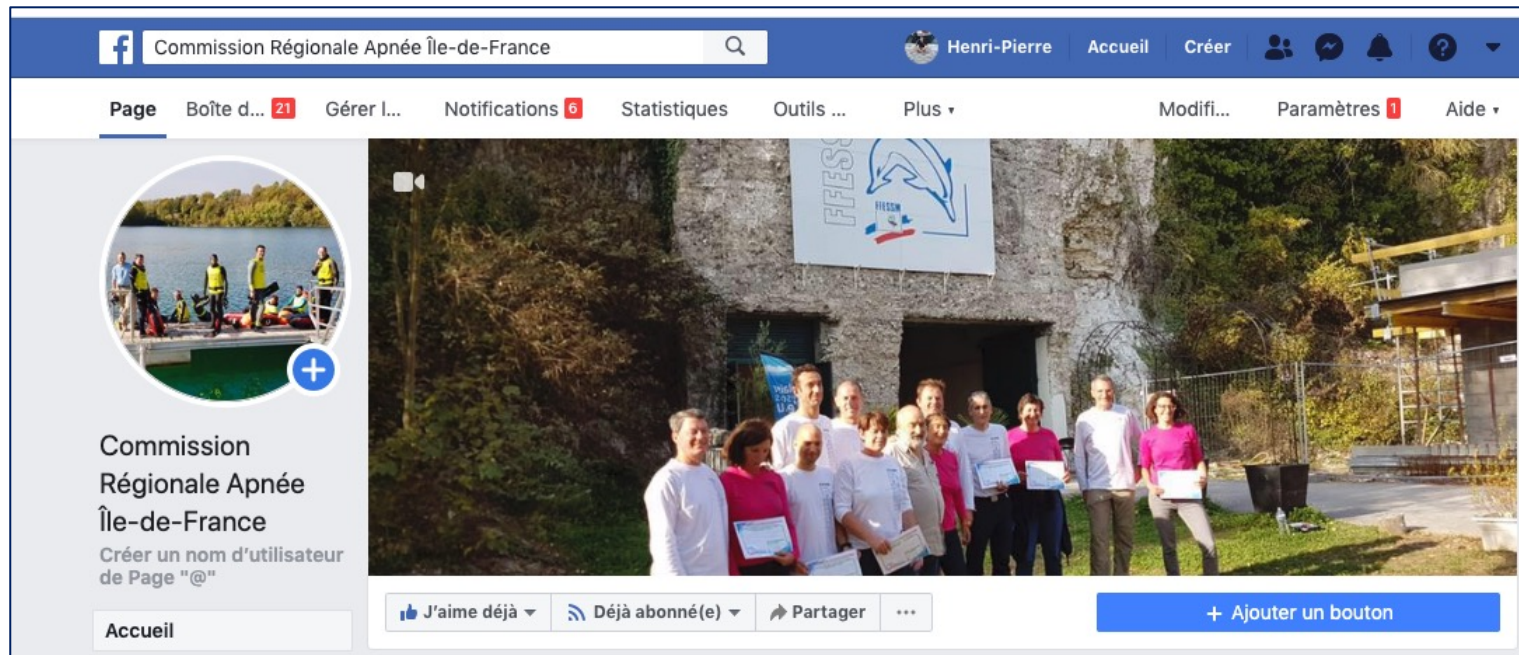 Commission Régionale Apnée Île-de-France
Henri-Pierre Accueil Créer
Page Boîte d... 21 Gérer l... Notifications 6 Statistiques Outils ... Plus Modifi... Paramètres 1 Aide
FFESS
FFESSM
Commission
Régionale Apnée
Île-de-France
Créer un nom d'utilisateur
de Page "@"
Accueil
J'aime déjà Déjà abonné(e) Partager ...
+ Ajouter un bouton